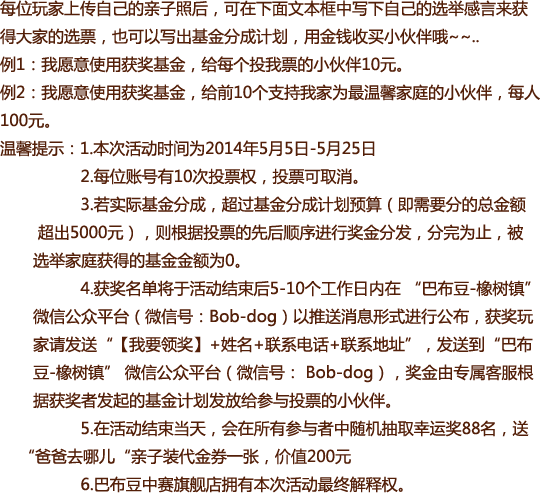 每位玩家上传自己的亲子照后，可在下面文本框中写下自己的选举感言来获
得大家的选票，也可以写出基金分成计划，用金钱收买小伙伴哦~~..
例1：我愿意使用获奖基金，给每个投我票的小伙伴10元。
例2：我愿意使用获奖基金，给前10个支持我家为最温馨家庭的小伙伴，每人
100元。
温馨提示：1.本次活动时间为2014年5月5日-5月25日
2.每位账号有10次投票权，投票可取消。
3.若实际基金分成，超过基金分成计划预算（即需要分的总金额
超出5000元），则根据投票的先后顺序进行奖金分发，分完为止，被
选举家庭获得的基金金额为0。
4.获奖名单将于活动结束后5-10个工作日内在 “巴布豆-橡树镇”
微信公众平台（微信号：Bob-dog）以推送消息形式进行公布，获奖玩
家请发送“【我要领奖】+姓名+联系电话+联系地址”，发送到“巴布
豆-橡树镇” 微信公众平台（微信号： Bob-dog），奖金由专属客服根
据获奖者发起的基金计划发放给参与投票的小伙伴。
5.在活动结束当天，会在所有参与者中随机抽取幸运奖88名，送
“爸爸去哪儿“亲子装代金券一张，价值200元
6.巴布豆中赛旗舰店拥有本次活动最终解释权。